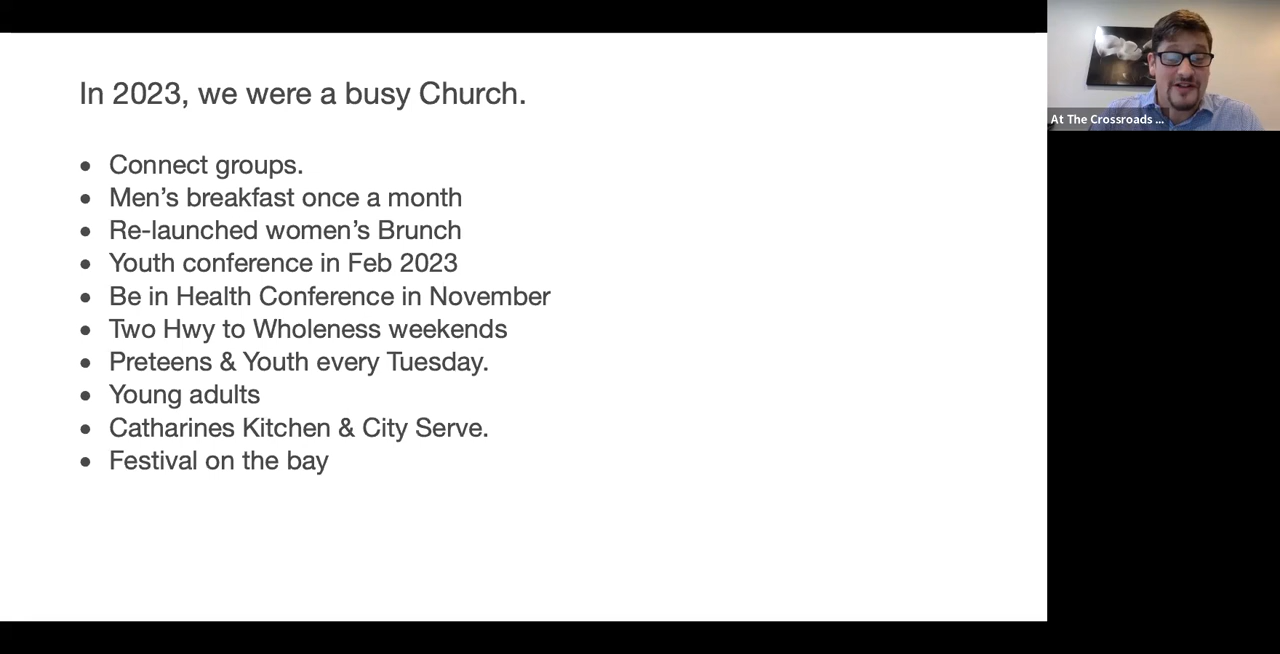 In 2023, we were a busy Church.
• Connect groups.
• Men’s breakfast once a month
• Re-launched women’s Brunch
• Youth conference in Feb 2023
• Be in Health Conference in November
• Two Hwy to Wholeness weekends
• Preteens & Youth every Tuesday.
• Young adults
• Catharines Kitchen & City Serve.
• Festival on the bay
At The Crossroads ...